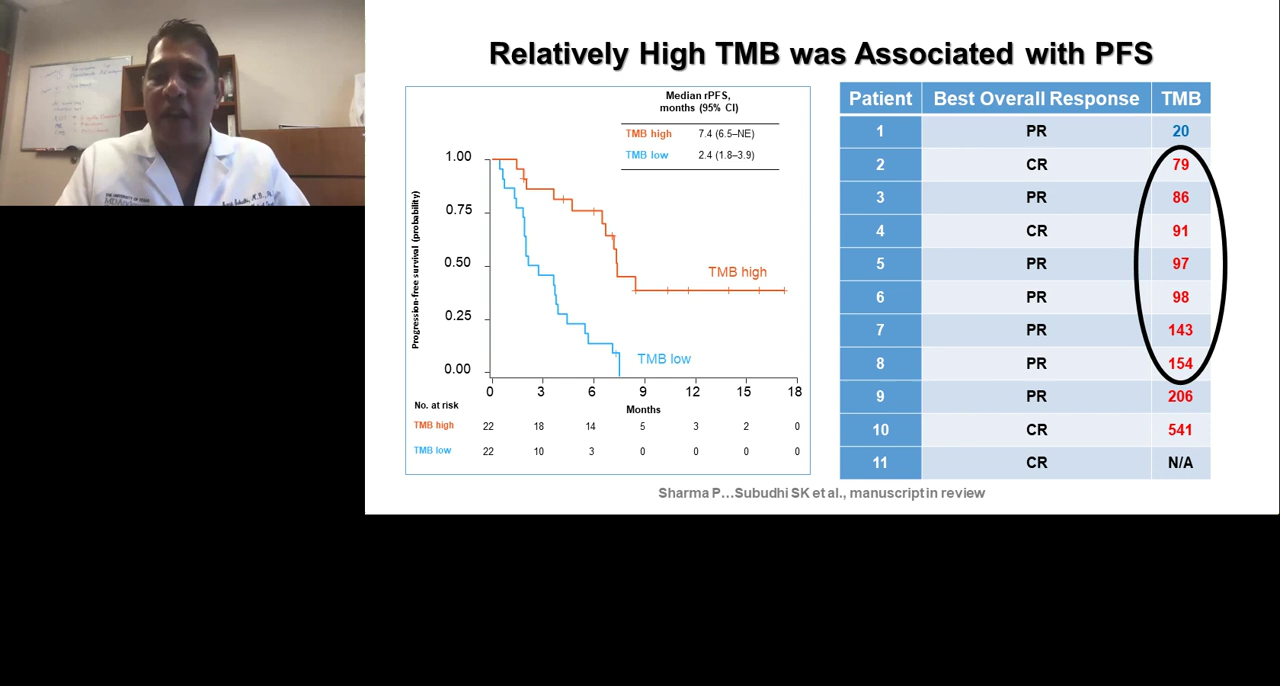 Relatively High TMB was Associated with PFS
Median rPFS,
months (95% CI)
TMB high 7.4 (6.5–NE)
TMB low 2.4 (1.8–3.9)
Progression-free survival (probability)
1.00
0.75
0.50
0.25
0.00
TMB high
TMB low
0 3 6 9 12 15 18
Months
No. at risk
TMB high 22 18 14 5 3 2 0
TMB low 22 10 3 0 0 0 0
Patient Best Overall Response TMB
1 PR 20
2 CR 79
3 PR 86
4 CR 91
5 PR 97
6 PR 98
7 PR 143
8 PR 154
9 PR 206
10 CR 541
11 CR N/A
Sharma P…Subudhi SK et al., manuscript in review